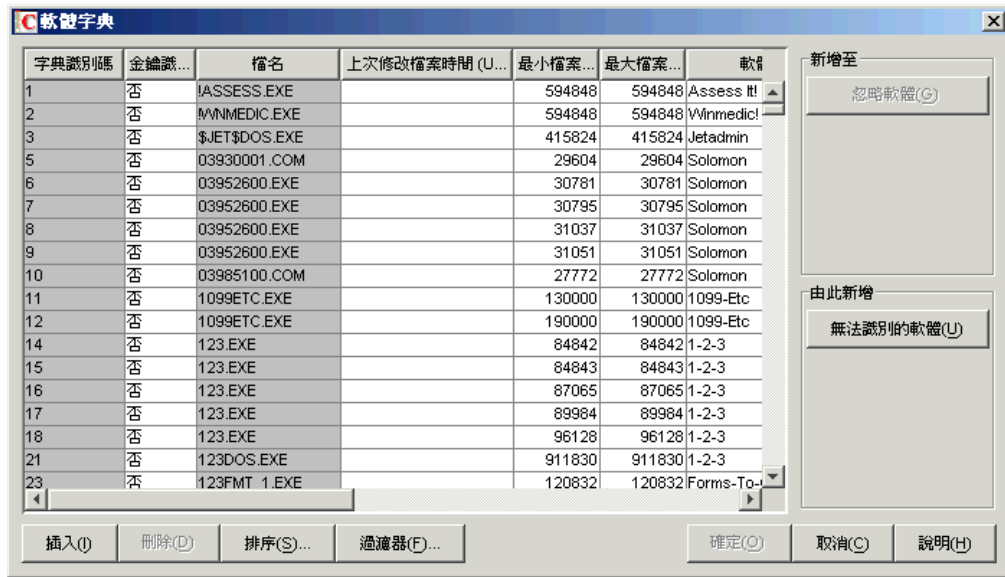 軟體字典
字典識別碼 金鑰識... 檔名 上次修改檔案時間 (U... 最小檔案... 最大檔案...
1 否 !ASSESS.EXE 594848 594848 Assess It!
2 否 !WNMEDIC.EXE 594848 594848 Winmedic!
3 否 $JET$DOS.EXE 415824 415824 Jetadmin
5 否 03930001.COM 29604 29604 Solomon
6 否 03952600.EXE 30781 30781 Solomon
7 否 03952600.EXE 30795 30795 Solomon
8 否 03952600.EXE 31037 31037 Solomon
9 否 03952600.EXE 31051 31051 Solomon
10 否 03985100.COM 27772 27772 Solomon
11 否 1099ETC.EXE 130000 130000 1099-Etc
12 否 1099ETC.EXE 190000 190000 1099-Etc
14 否 123.EXE 84842 84842 1-2-3
15 否 123.EXE 84843 84843 1-2-3
16 否 123.EXE 87065 87065 1-2-3
17 否 123.EXE 89984 89984 1-2-3
18 否 123.EXE 96128 96128 1-2-3
21 否 123DOS.EXE 911830 911830 1-2-3
23 否 123FMT_1.EXE 120832 120832 Forms-To-
新增至
忽略軟體(G)
由此新增
無法識別的軟體(U)
插入(I) 刪除(D) 排序(S)... 過濾器(F)... 確定(O) 取消(C) 說明(H)